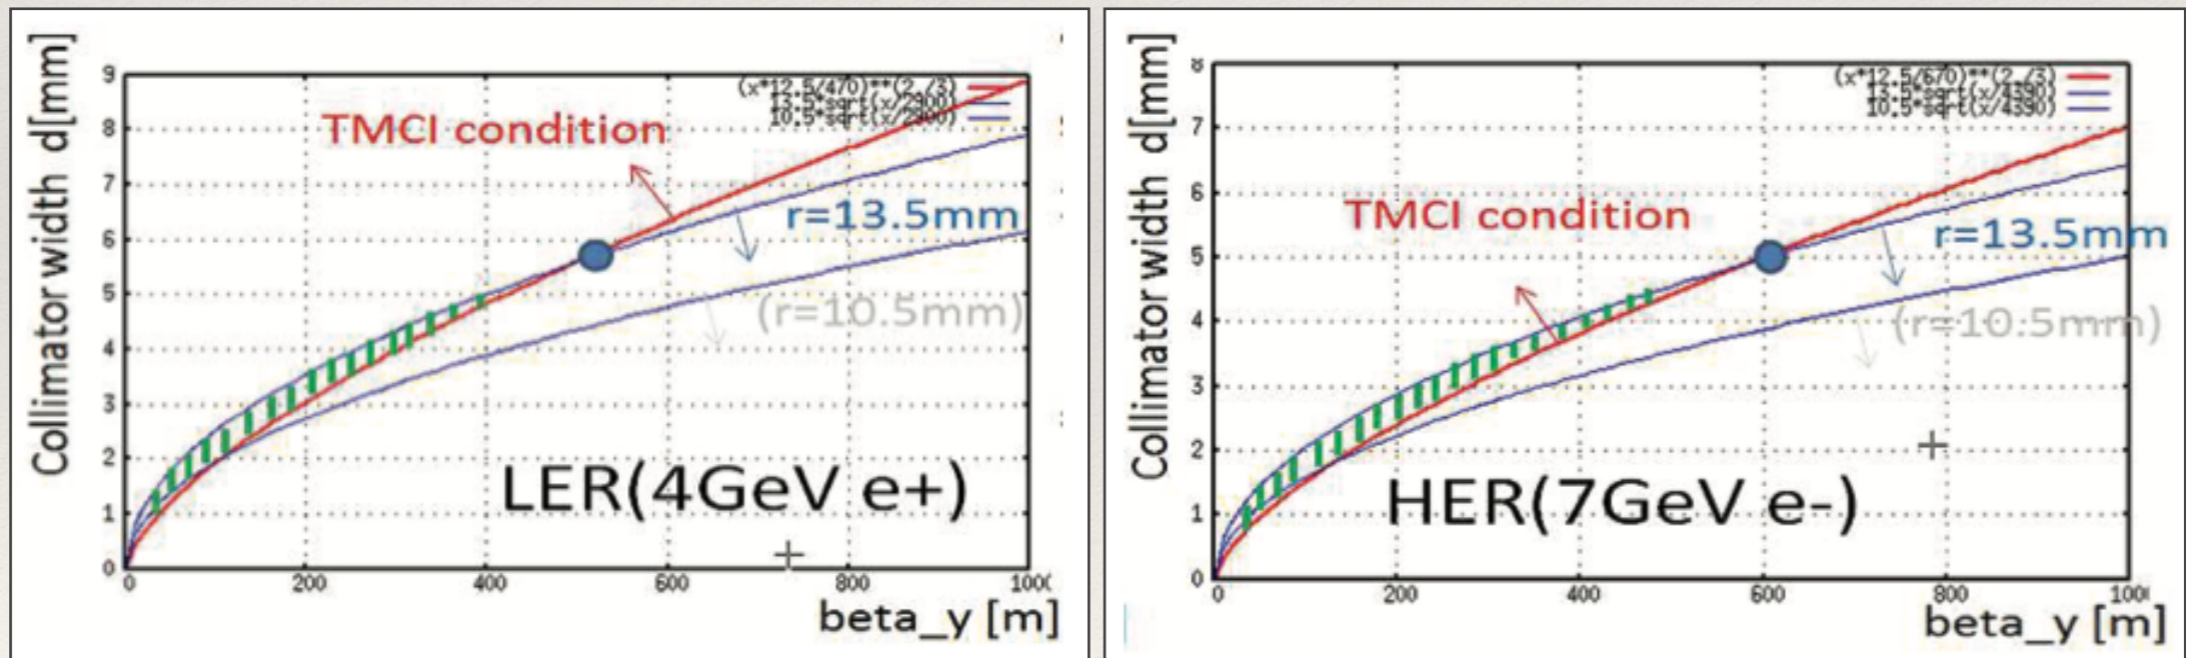 Collimator width d[mm]
9
8
7
6
5
4
3
2
1
0
(x*12.5/470)**(2./3)
13.5*sqrt(x/2900)
10.5*sqrt(x/2900)
TMCI condition
r=13.5mm
(r=10.5mm)
LER(4GeV e+)
0 200 400 600 800 100
beta_y [m]
Collimator width d[mm]
8
7
6
5
4
3
2
1
0
(x*12.5/670)**(2./3)
13.5*sqrt(x/4390)
10.5*sqrt(x/4390)
TMCI condition
r=13.5mm
(r=10.5mm)
HER(7GeV e-)
0 200 400 600 800 100
beta_y [m]